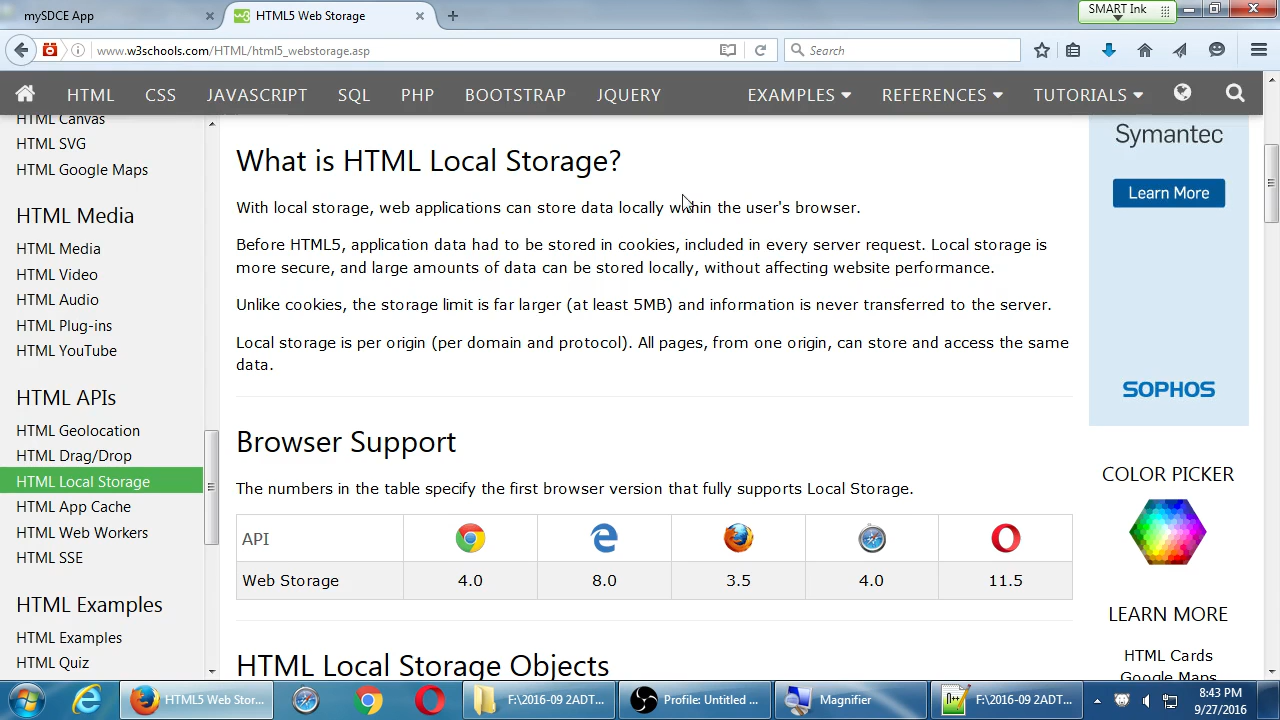 mySDCE App
HTML5 Web Storage
SMART Ink
www.w3schools.com/HTML/html5_webstorage.asp
Search
HTML CSS JAVASCRIPT SQL PHP BOOTSTRAP JQUERY EXAMPLES REFERENCES TUTORIALS
HTML Canvas
HTML SVG
HTML Google Maps
HTML Media
HTML Media
HTML Video
HTML Audio
HTML Plug-ins
HTML YouTube
HTML APIs
HTML Geolocation
HTML Drag/Drop
HTML Local Storage
HTML App Cache
HTML Web Workers
HTML SSE
HTML Examples
HTML Examples
HTML Quiz
What is HTML Local Storage?
With local storage, web applications can store data locally within the user's browser.
Before HTML5, application data had to be stored in cookies, included in every server request. Local storage is
more secure, and large amounts of data can be stored locally, without affecting website performance.
Unlike cookies, the storage limit is far larger (at least 5MB) and information is never transferred to the server.
Local storage is per origin (per domain and protocol). All pages, from one origin, can store and access the same
data.
Browser Support
The numbers in the table specify the first browser version that fully supports Local Storage.
API
Web Storage 4.0 8.0 3.5 4.0 11.5
HTML Local Storage Objects
Symantec
Learn More
SOPHOS
COLOR PICKER
LEARN MORE
HTML Cards
Google Maps
HTML5 Web Stor...
F:\2016-09 2ADT...
Profile: Untitled ...
Magnifier
F:\2016-09 2ADT...
8:43 PM
9/27/2016